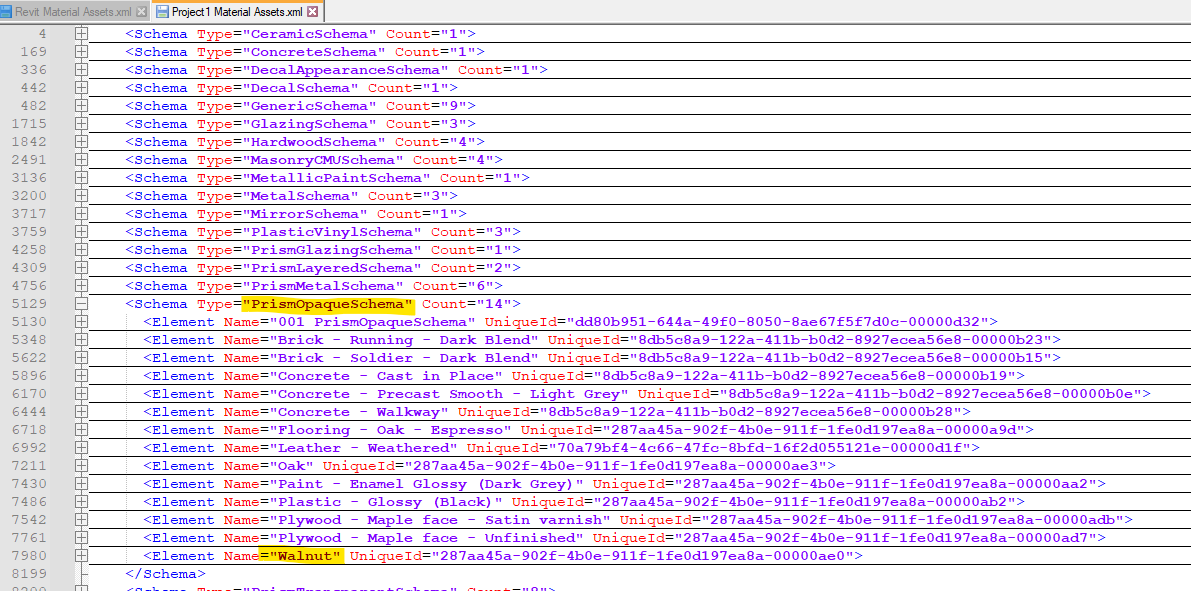 Revit Material Assets.xml Project1 Material Assets.xml
4 <Schema Type="CeramicSchema" Count="1">
169 <Schema Type="ConcreteSchema" Count="1">
336 <Schema Type="DecalAppearanceSchema" Count="1">
442 <Schema Type="DecalSchema" Count="1">
482 <Schema Type="GenericSchema" Count="9">
1715 <Schema Type="GlazingSchema" Count="3">
1842 <Schema Type="HardwoodSchema" Count="4">
2491 <Schema Type="MasonryCMUSchema" Count="4">
3136 <Schema Type="MetallicPaintSchema" Count="1">
3200 <Schema Type="MetalSchema" Count="3">
3717 <Schema Type="MirrorSchema" Count="1">
3759 <Schema Type="PlasticVinylSchema" Count="3">
4258 <Schema Type="PrismGlazingSchema" Count="1">
4309 <Schema Type="PrismLayeredSchema" Count="2">
4756 <Schema Type="PrismMetalSchema" Count="6">
5129 <Schema Type="PrismOpaqueSchema" Count="14">
5130 <Element Name="001 PrismOpaqueSchema" UniqueId="dd80b951-644a-49f0-8050-8ae67f5f7d0c-00000d32">
5348 <Element Name="Brick - Running - Dark Blend" UniqueId="8db5c8a9-122a-411b-b0d2-8927ecea56e8-00000b23">
5622 <Element Name="Brick - Soldier - Dark Blend" UniqueId="8db5c8a9-122a-411b-b0d2-8927ecea56e8-00000b15">
5896 <Element Name="Concrete - Cast in Place" UniqueId="8db5c8a9-122a-411b-b0d2-8927ecea56e8-00000b19">
6170 <Element Name="Concrete - Precast Smooth - Light Grey" UniqueId="8db5c8a9-122a-411b-b0d2-8927ecea56e8-00000b0e">
6444 <Element Name="Concrete - Walkway" UniqueId="8db5c8a9-122a-411b-b0d2-8927ecea56e8-00000b28">
6718 <Element Name="Flooring - Oak - Espresso" UniqueId="287aa45a-902f-4b0e-911f-1fe0d197ea8a-00000a9d">
6992 <Element Name="Leather - Weathered" UniqueId="70a79bf4-4c66-47fc-8bfd-16f2d055121e-00000d1f">
7211 <Element Name="Oak" UniqueId="287aa45a-902f-4b0e-911f-1fe0d197ea8a-00000ae3">
7430 <Element Name="Paint - Enamel Glossy (Dark Grey)" UniqueId="287aa45a-902f-4b0e-911f-1fe0d197ea8a-00000aa2">
7486 <Element Name="Plastic - Glossy (Black)" UniqueId="287aa45a-902f-4b0e-911f-1fe0d197ea8a-00000ab2">
7542 <Element Name="Plywood - Maple face - Satin varnish" UniqueId="287aa45a-902f-4b0e-911f-1fe0d197ea8a-00000adb">
7761 <Element Name="Plywood - Maple face - Unfinished" UniqueId="287aa45a-902f-4b0e-911f-1fe0d197ea8a-00000ad7">
7980 <Element Name="Walnut" UniqueId="287aa45a-902f-4b0e-911f-1fe0d197ea8a-00000ae0">
8199 </Schema>
8200 <Schema Type="PrismTransparentSchema" Count=